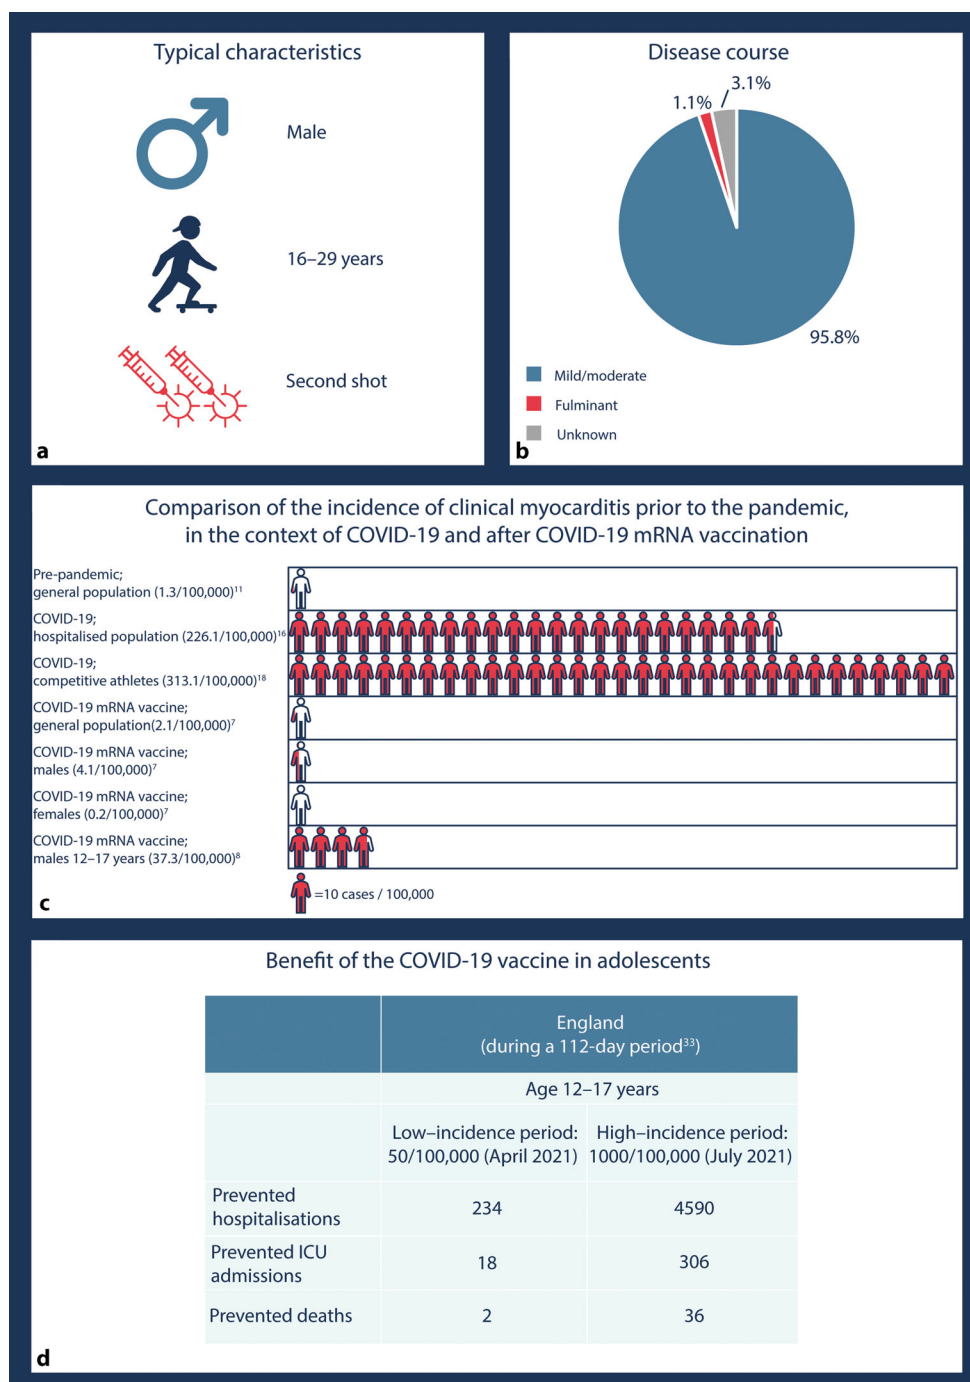 Typical characteristics
Male
16–29 years
Second shot
a
Disease course
3.1%
1.1%
95.8%
Mild/moderate
Fulminant
Unknown
b
Comparison of the incidence of clinical myocarditis prior to the pandemic,
in the context of COVID-19 and after COVID-19 mRNA vaccination
Pre-pandemic;
general population (1.3/100,000)¹¹
COVID-19;
hospitalised population (226.1/100,000)¹⁶
COVID-19;
competitive athletes (313.1/100,000)¹⁸
COVID-19 mRNA vaccine;
general population(2.1/100,000)⁷
COVID-19 mRNA vaccine;
males (4.1/100,000)⁷
COVID-19 mRNA vaccine;
females (0.2/100,000)⁷
COVID-19 mRNA vaccine;
males 12–17 years (37.3/100,000)⁸
=10 cases / 100,000
c
Benefit of the COVID-19 vaccine in adolescents
England
(during a 112-day period³³)
Age 12–17 years
Low–incidence period: High–incidence period:
50/100,000 (April 2021) 1000/100,000 (July 2021)
Prevented
hospitalisations 234 4590
Prevented ICU
admissions 18 306
Prevented deaths 2 36
d